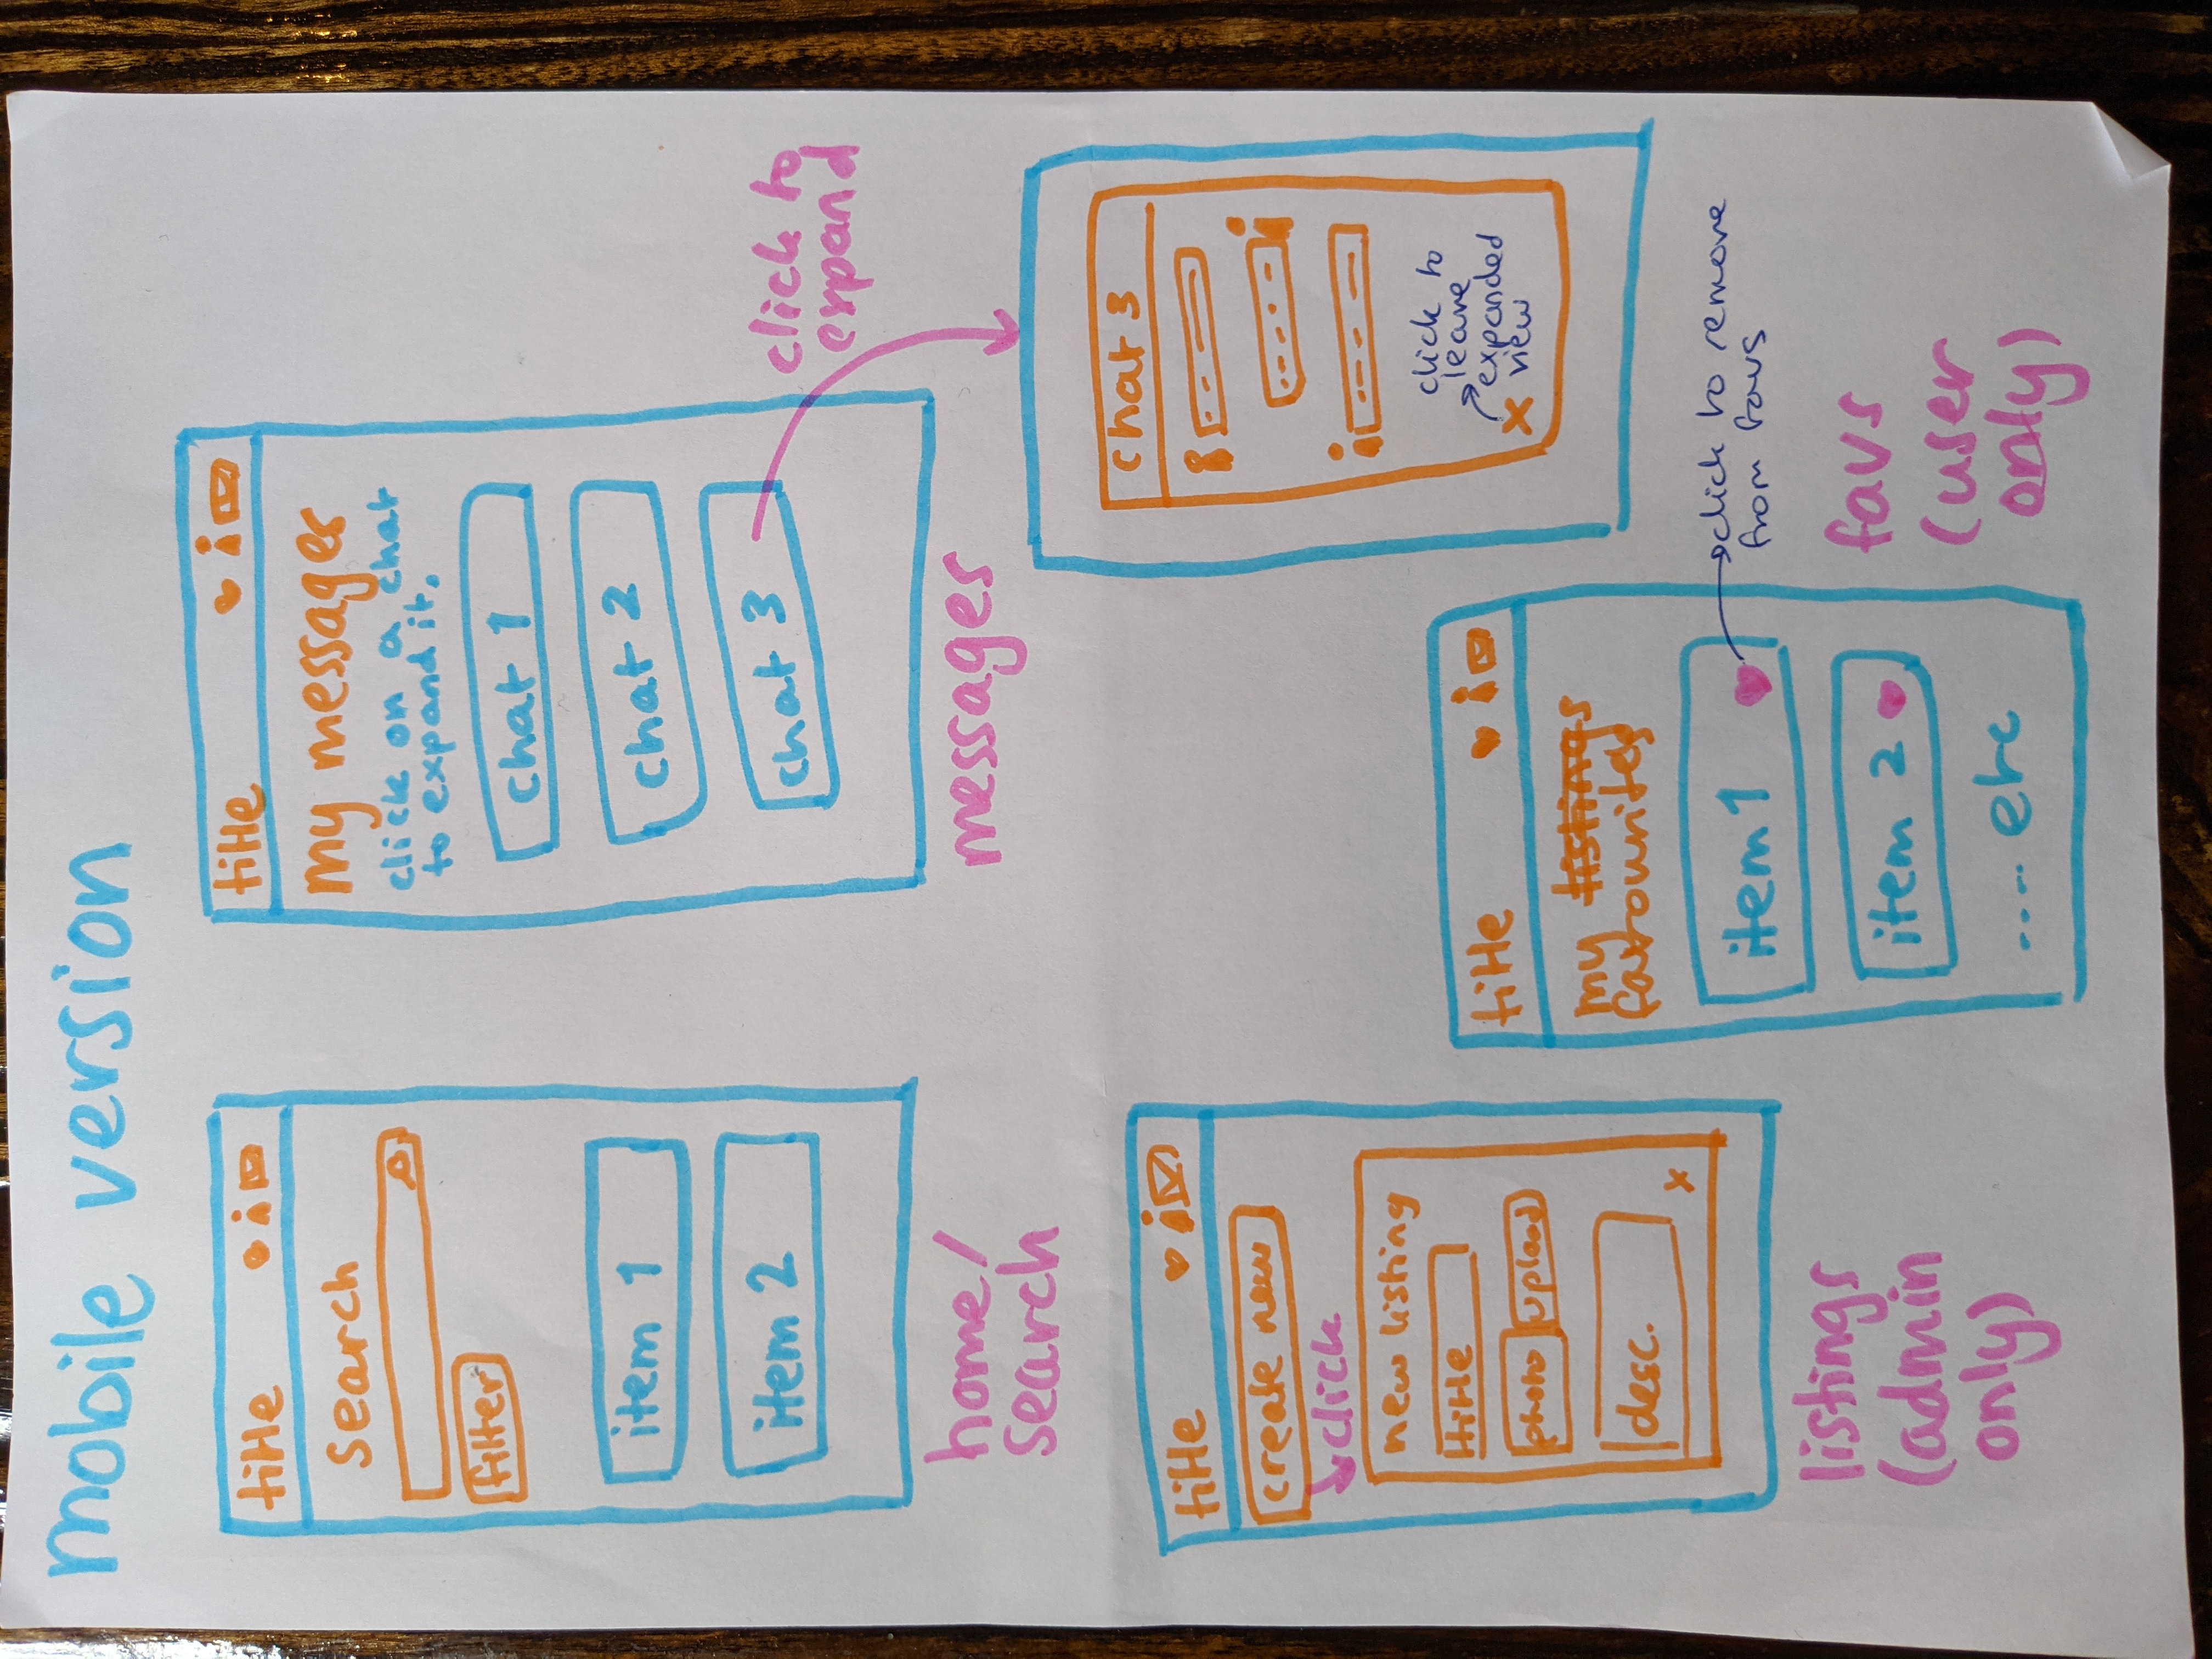 mobile version
title
search
filter
item 1
item 2
home/
search
title
my messages
click on a chat
to expand it.
chat 1
chat 2
chat 3
messages
click to
expand
chat 3
click to
leave
expanded
view
x
title
create new
click
new listing
title
photo upload
desc.
x
listings
(admin
only)
title
my listings
favourites
item 1
item 2
.... etc
click to remove
from favs
favs
(user
only)